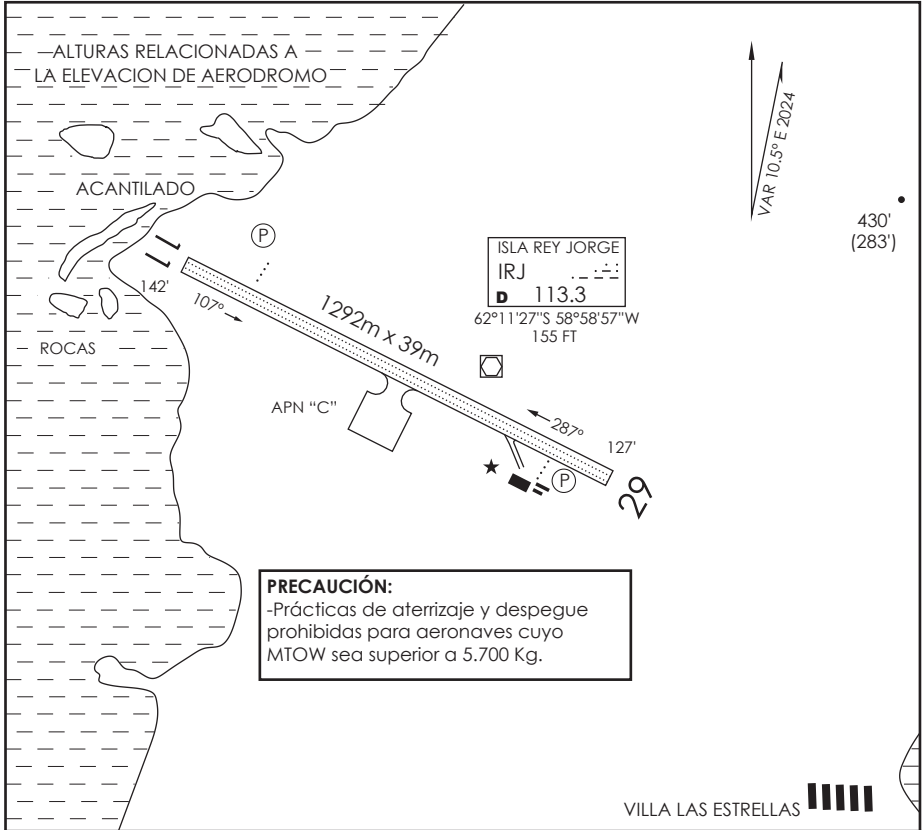 ALTURAS RELACIONADAS A
LA ELEVACION DE AERODROMO
VAR 10.5° E 2024
430'
(283')
ACANTILADO
P
ISLA REY JORGE
IRJ
D 113.3
62°11'27"S 58°58'57"W
155 FT
11
142'
107°
1292m x 39m
ROCAS
APN "C"
287°
127'
P
29
PRECAUCIÓN:
-Prácticas de aterrizaje y despegue
prohibidas para aeronaves cuyo
MTOW sea superior a 5.700 Kg.
VILLA LAS ESTRELLAS